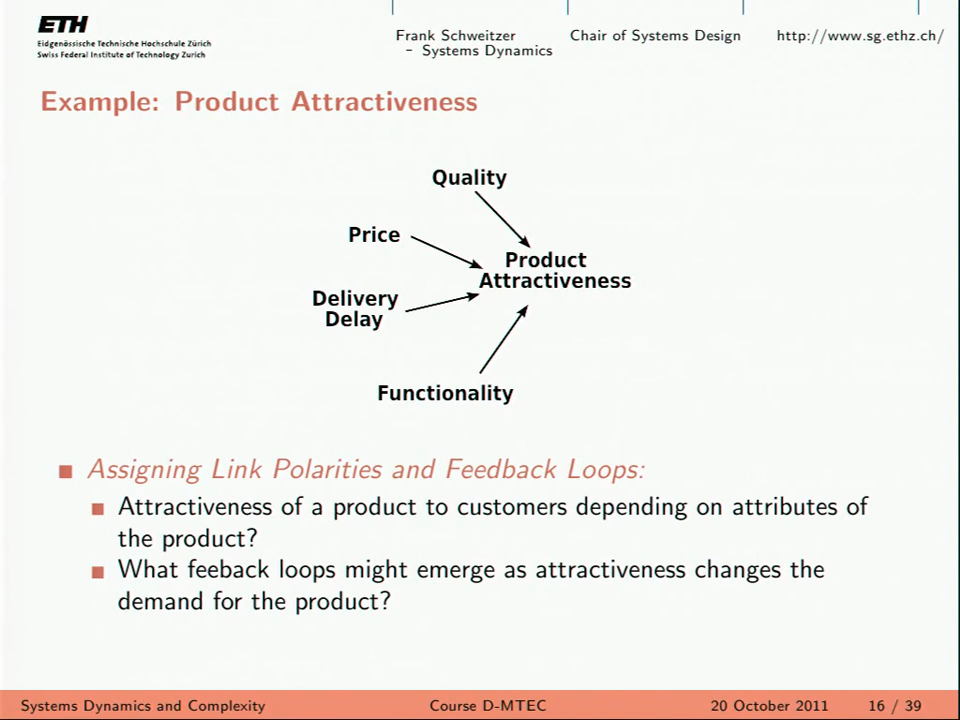 ETH
Eidgenössische Technische Hochschule Zürich
Swiss Federal Institute of Technology Zurich
Frank Schweitzer
– Systems Dynamics
Chair of Systems Design
http://www.sg.ethz.ch/
Example: Product Attractiveness
Quality
Price
Product
Attractiveness
Delivery
Delay
Functionality
Assigning Link Polarities and Feedback Loops:
Attractiveness of a product to customers depending on attributes of
the product?
What feeback loops might emerge as attractiveness changes the
demand for the product?
Systems Dynamics and Complexity
Course D-MTEC
20 October 2011
16 / 39